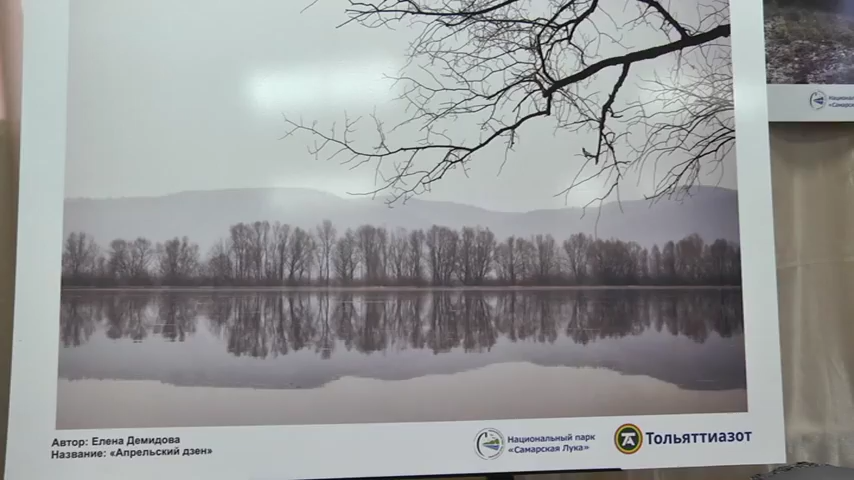 Автор: Елена Демидова
Название: «Апрельский дзен»
Национальный парк
«Самарская Лука»
Тольяттиазот